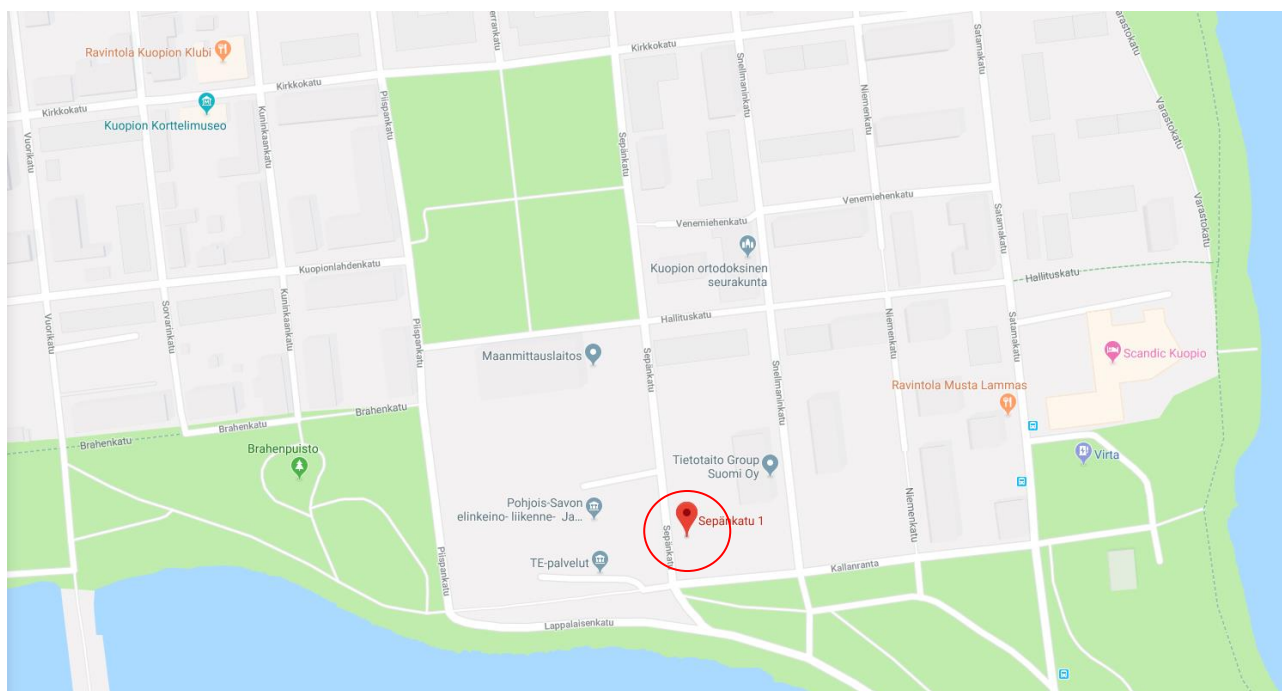 Kirkkokatu
Satamakatu
Varastokatu
Ravintola Kuopion Klubi
Snellmaninkatu
Kirkkokatu
Piispankatu
Niemenkatu
Kuopion Korttelimuseo
Kirkkokatu
Kuninkaankatu
Vuorikatu
Varastokatu
Sepänkatu
Venemiehenkatu
Venemiehenkatu
Satamakatu
Varastokatu
Kuopion ortodoksinen
seurakunta
Kuopionlahdenkatu
Hallituskatu
Kuninkaankatu
Sorvarinkatu
Vuorikatu
Piispankatu
Hallituskatu
Niemenkatu
Satamakatu
Maanmittauslaitos
Sepänkatu
Snellmaninkatu
Scandic Kuopio
Ravintola Musta Lammas
Brahenkatu
Brahenkatu
Brahenkatu
Brahenpuisto
Virta
Tietotaito Group
Suomi Oy
Pohjois-Savon
elinkeino- liikenne- Ja...
Niemenkatu
Sepänkatu 1
Sepänkatu
Piispankatu
TE-palvelut
Kallanranta
Lappalaisenkatu